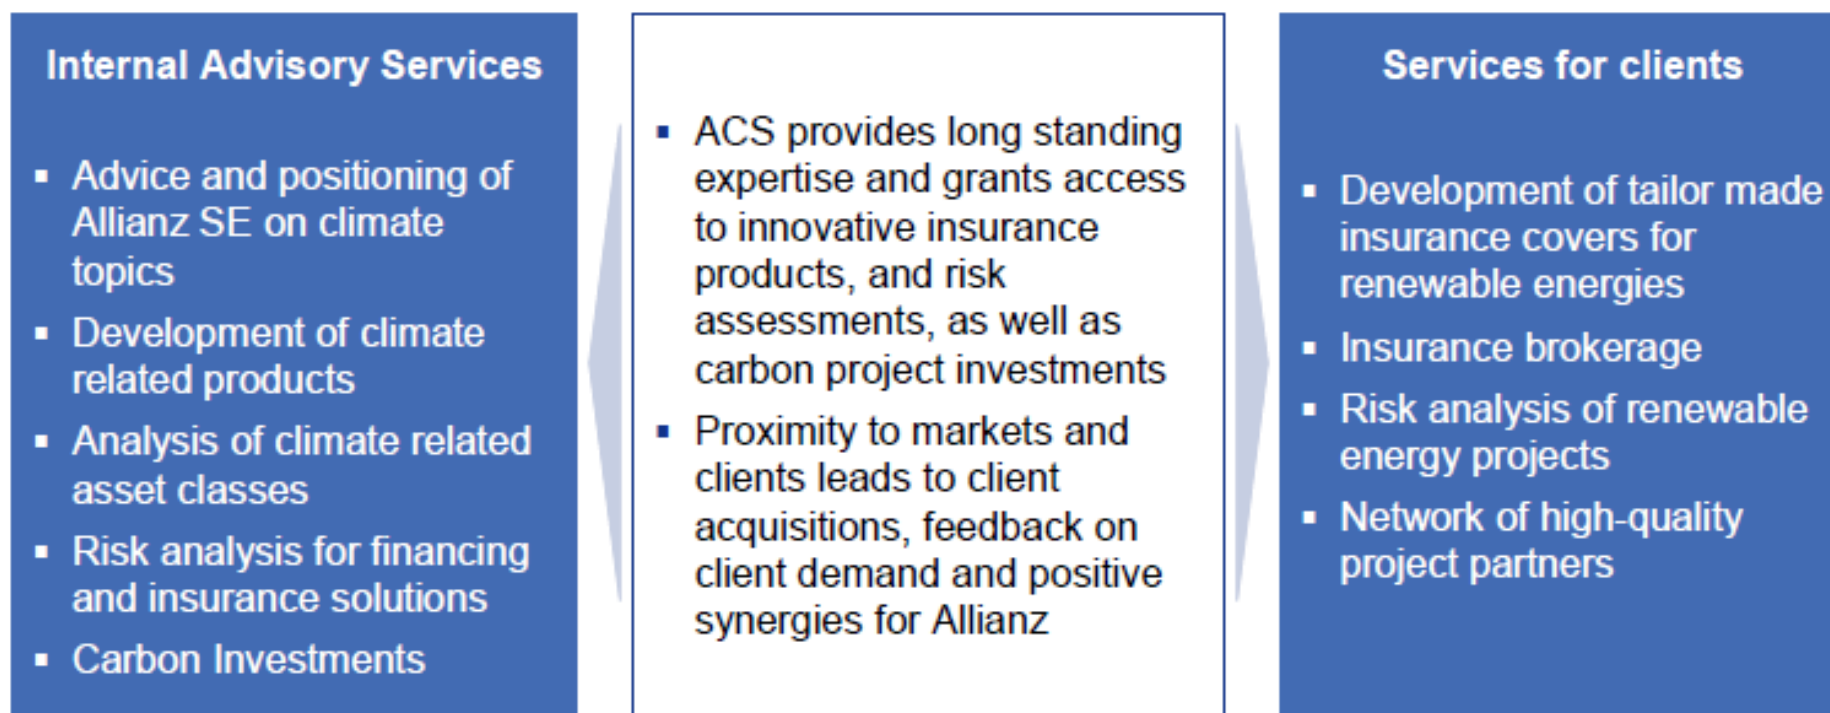 Internal Advisory Services
▪ Advice and positioning of
Allianz SE on climate
topics
▪ Development of climate
related products
▪ Analysis of climate related
asset classes
▪ Risk analysis for financing
and insurance solutions
▪ Carbon Investments
▪ ACS provides long standing
expertise and grants access
to innovative insurance
products, and risk
assessments, as well as
carbon project investments
▪ Proximity to markets and
clients leads to client
acquisitions, feedback on
client demand and positive
synergies for Allianz
Services for clients
▪ Development of tailor made
insurance covers for
renewable energies
▪ Insurance brokerage
▪ Risk analysis of renewable
energy projects
▪ Network of high-quality
project partners